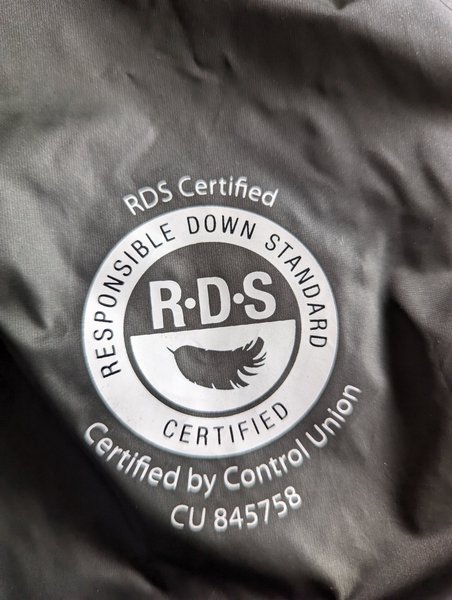 RDS Certified
RESPONSIBLE DOWN STANDARD
R·D·S
CERTIFIED
Certified by Control Union
CU 845758